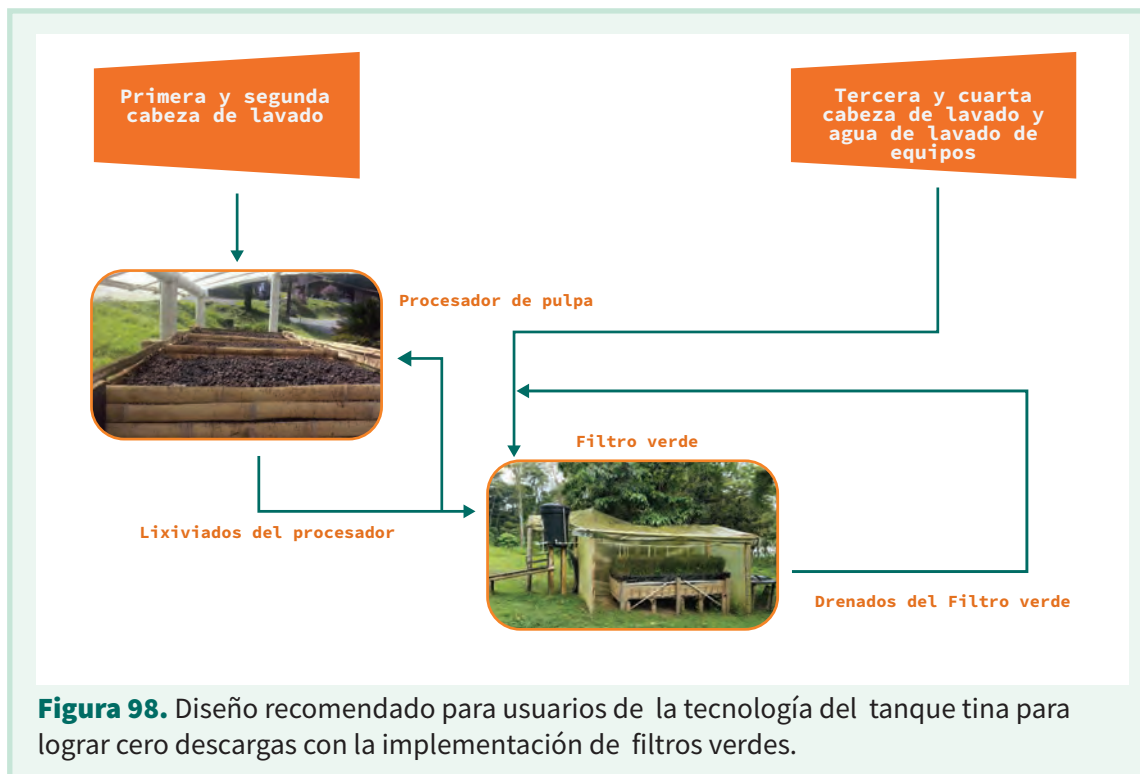 Primera y segunda
cabeza de lavado
Tercera y cuarta
cabeza de lavado y
agua de lavado de
equipos
Procesador de pulpa
Filtro verde
Lixiviados del procesador
Drenados del Filtro verde
Figura 98. Diseño recomendado para usuarios de la tecnología del tanque tina para
lograr cero descargas con la implementación de filtros verdes.